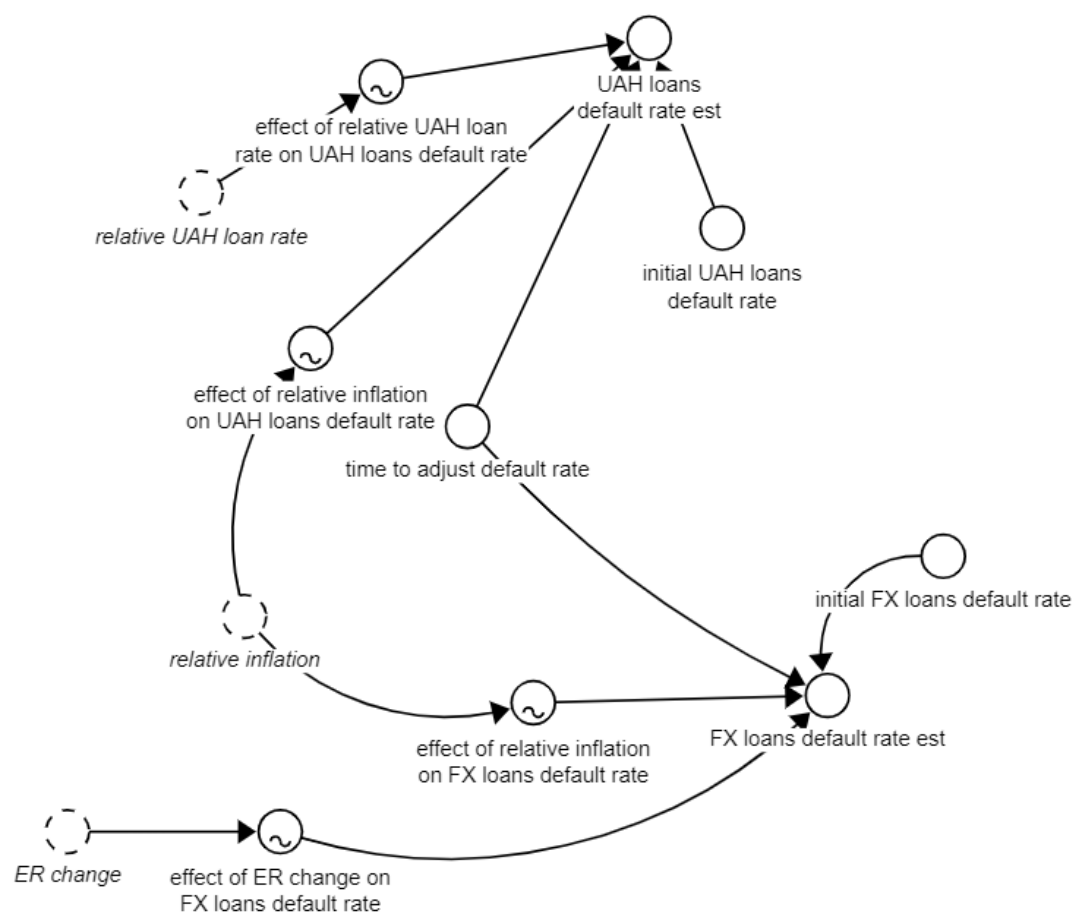 UAH loans
default rate est
effect of relative UAH loan
rate on UAH loans default rate
relative UAH loan rate
initial UAH loans
default rate
effect of relative inflation
on UAH loans default rate
time to adjust default rate
initial FX loans default rate
relative inflation
FX loans default rate est
effect of relative inflation
on FX loans default rate
ER change
effect of ER change on
FX loans default rate